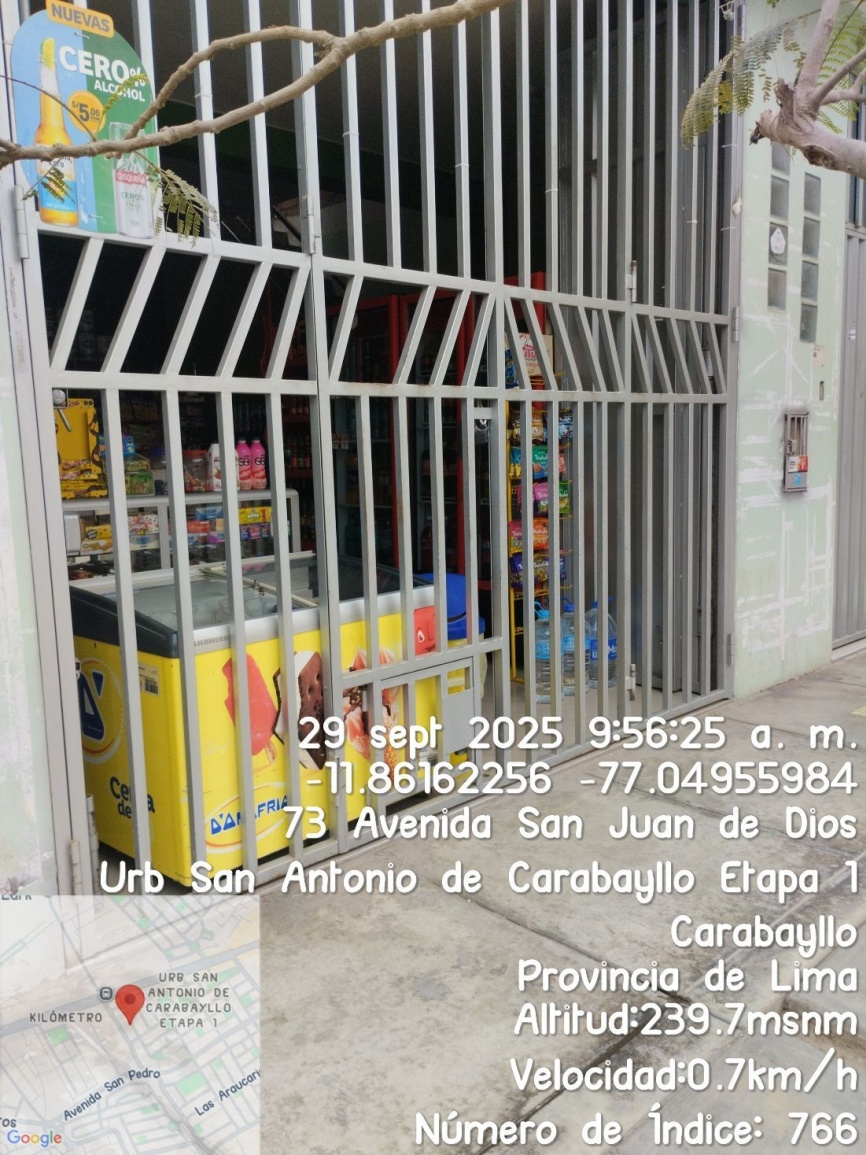 NUEVAS
CERO%
ALCOHOL
S/5.00
cusqueña
CERO%
D'ONOFRIO
29 sept 2025 9:56:25 a. m.
-11.86162256 -77.04955984
73 Avenida San Juan de Dios
Urb San Antonio de Carabayllo Etapa 1
Carabayllo
Provincia de Lima
Altitud:239.7msnm
Velocidad:0.7km/h
Número de Índice: 766
URB SAN
ANTONIO DE
CARABAYLLO
ETAPA 1
KILÓMETRO
Avenida San Pedro
Google